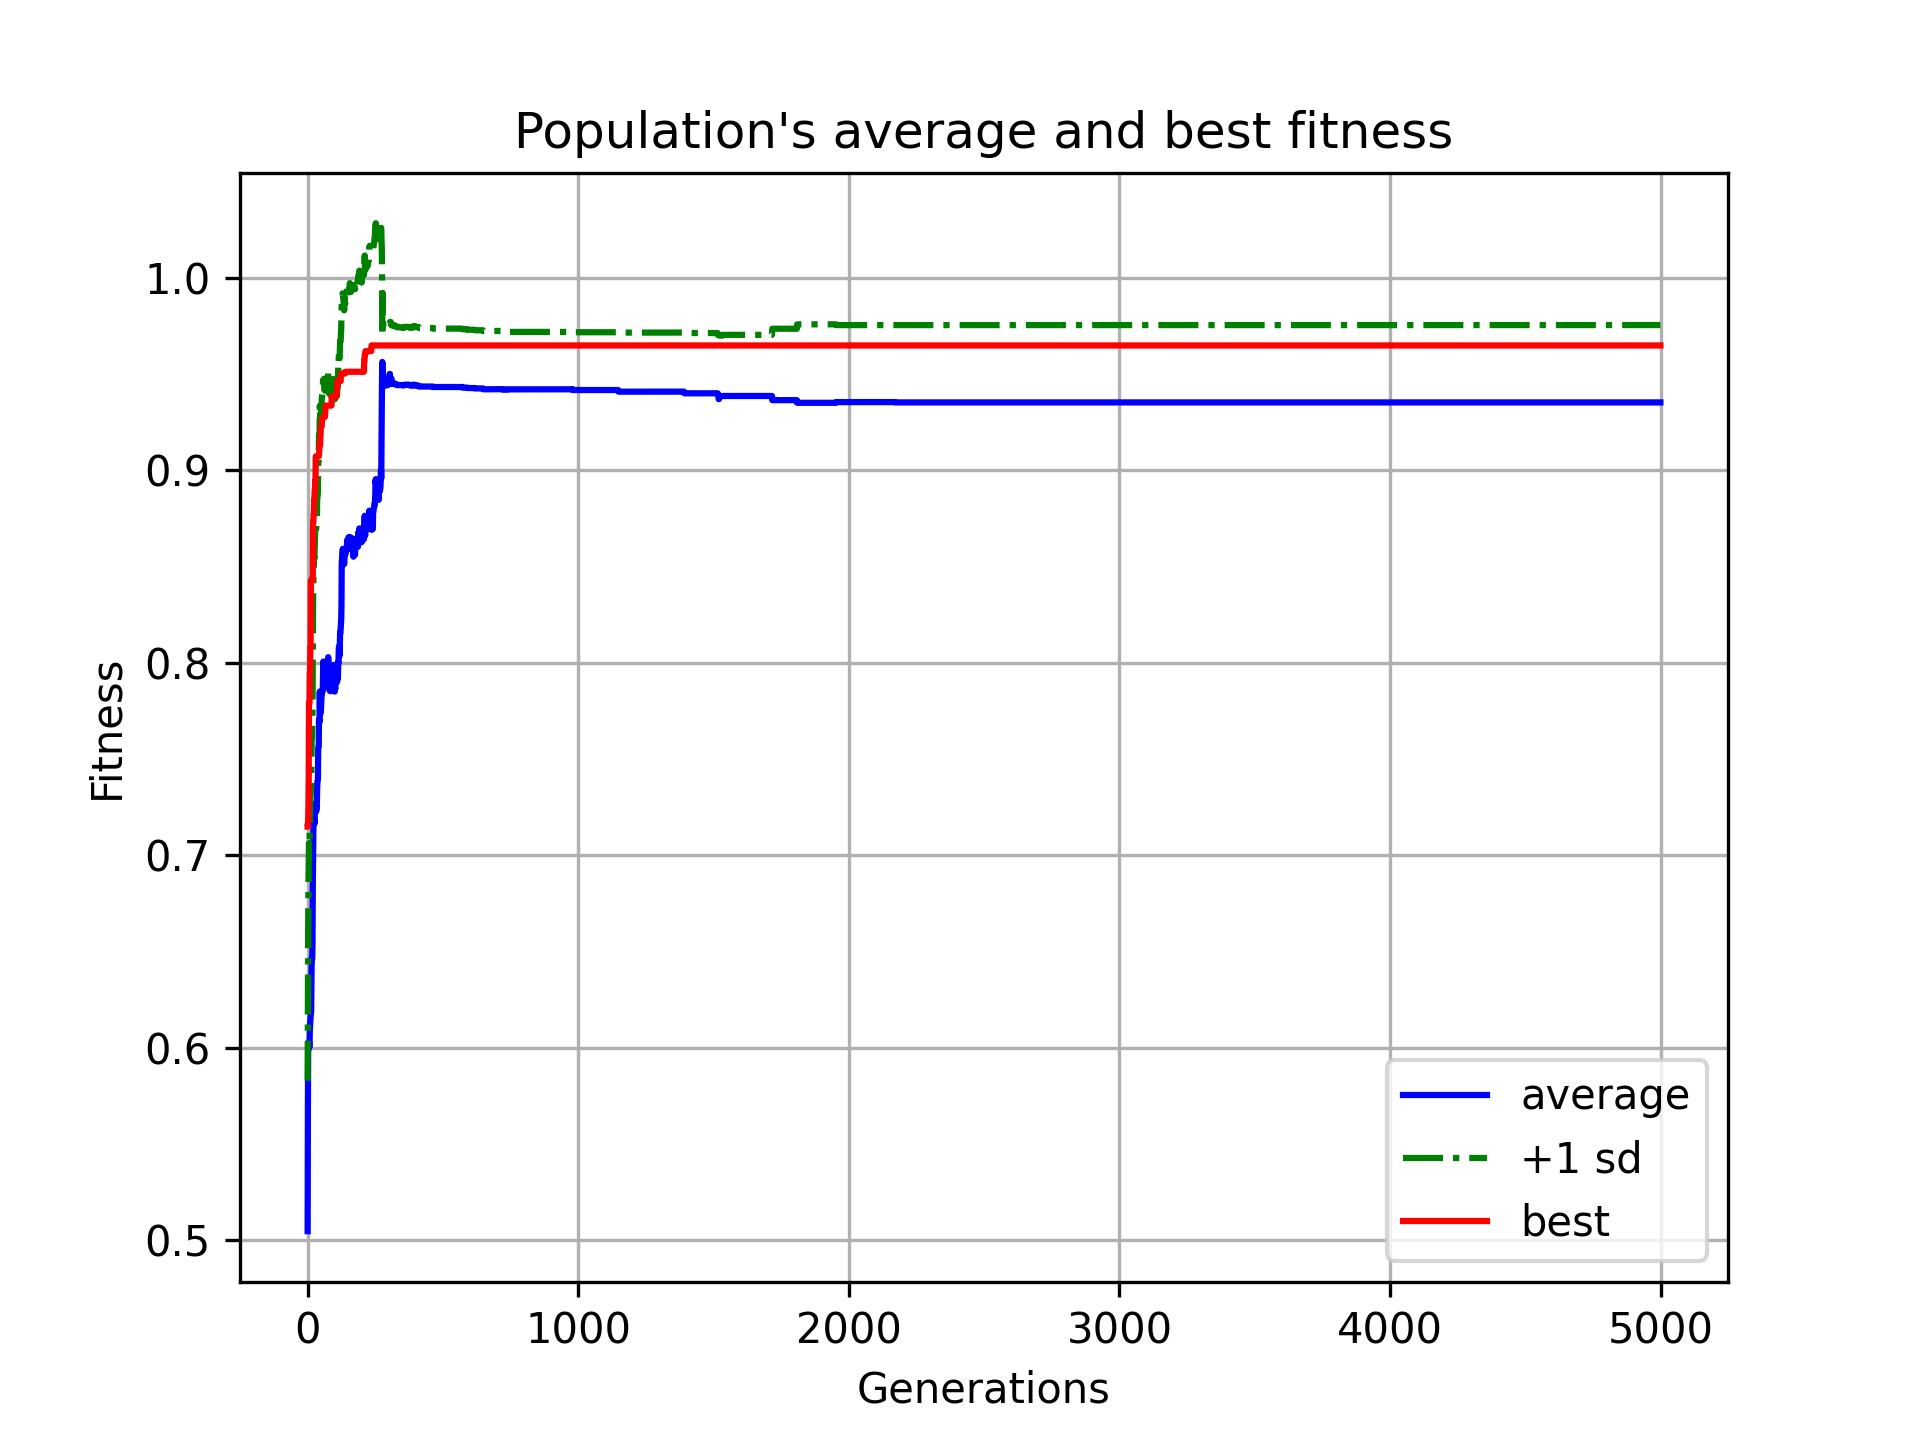 Population's average and best fitness
1.0
0.9
0.8
0.7
0.6
0.5
Fitness
0 1000 2000 3000 4000 5000
Generations
average
+1 sd
best